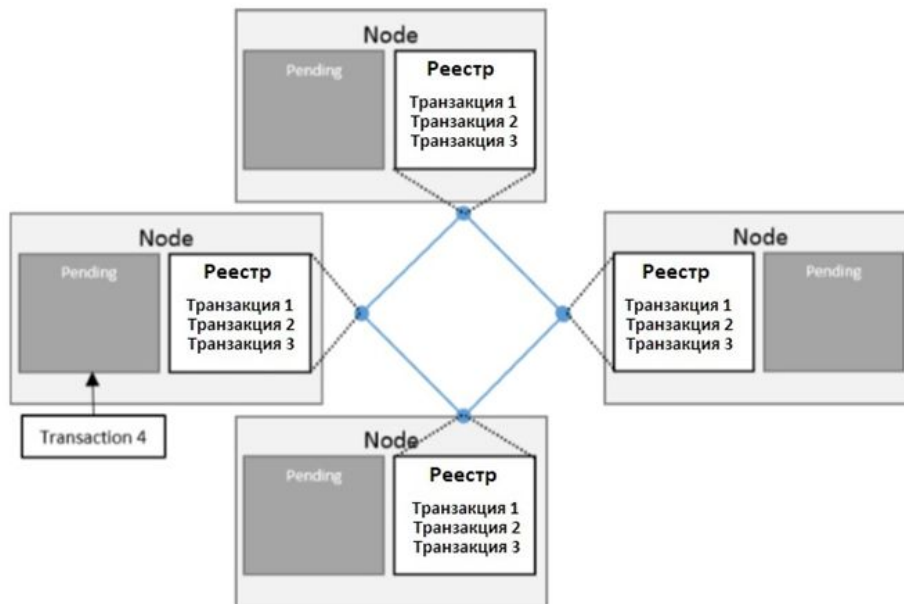 Node
Pending
Реестр
Транзакция 1
Транзакция 2
Транзакция 3
Node
Pending
Реестр
Транзакция 1
Транзакция 2
Транзакция 3
Transaction 4
Node
Реестр
Транзакция 1
Транзакция 2
Транзакция 3
Pending
Node
Pending
Реестр
Транзакция 1
Транзакция 2
Транзакция 3